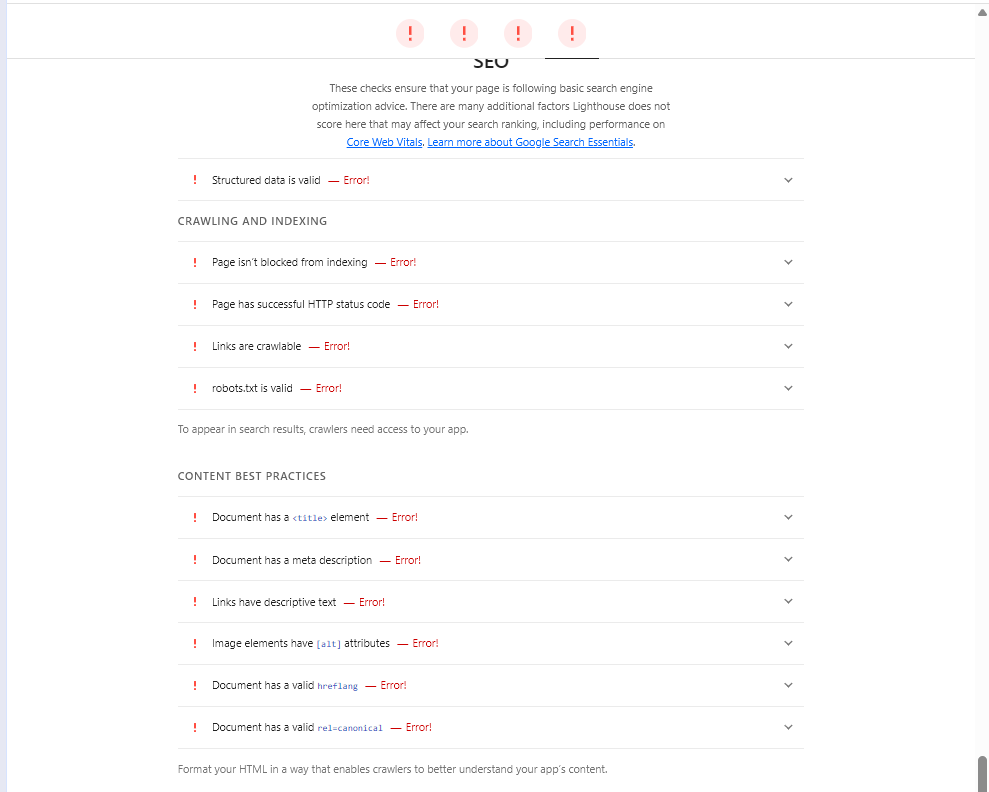 ! ! ! !
SEO
These checks ensure that your page is following basic search engine
optimization advice. There are many additional factors Lighthouse does not
score here that may affect your search ranking, including performance on
Core Web Vitals. Learn more about Google Search Essentials.
! Structured data is valid — Error!
CRAWLING AND INDEXING
! Page isn't blocked from indexing — Error!
! Page has successful HTTP status code — Error!
! Links are crawlable — Error!
! robots.txt is valid — Error!
To appear in search results, crawlers need access to your app.
CONTENT BEST PRACTICES
! Document has a <title> element — Error!
! Document has a meta description — Error!
! Links have descriptive text — Error!
! Image elements have [alt] attributes — Error!
! Document has a valid hreflang — Error!
! Document has a valid rel=canonical — Error!
Format your HTML in a way that enables crawlers to better understand your app's content.